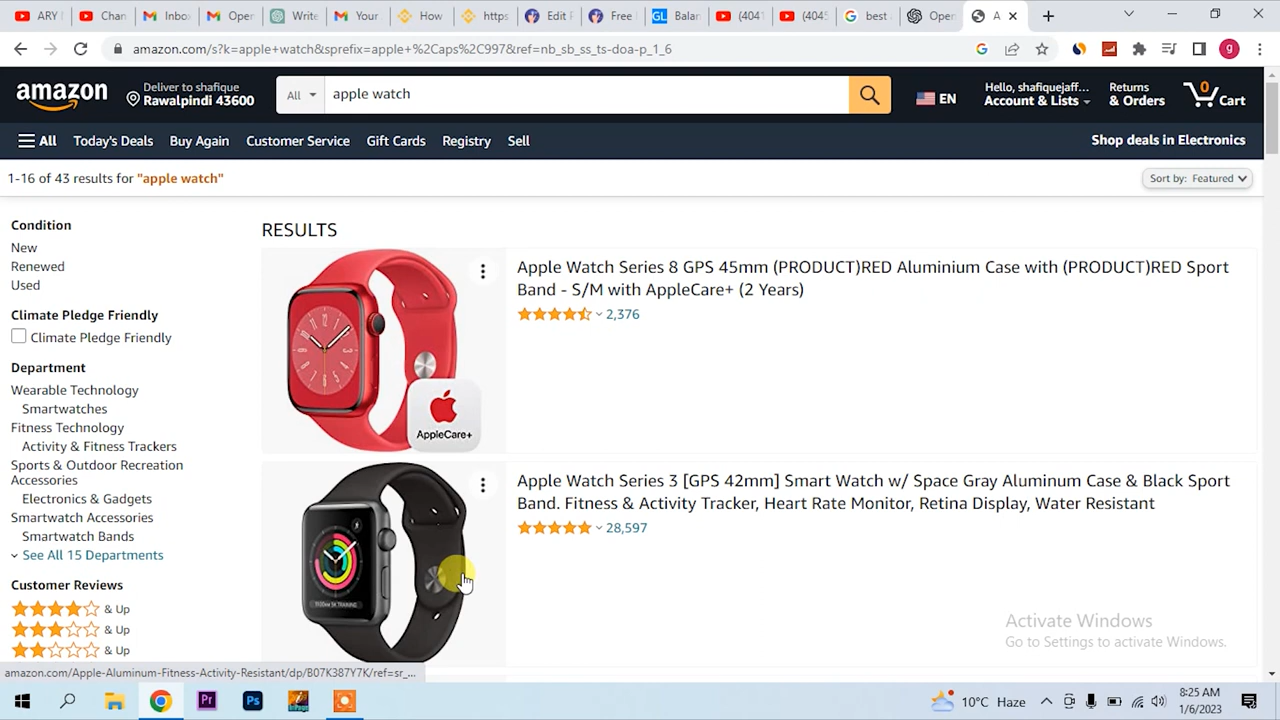 ARY I
Chan
Inbo
Oper
Write
Your
How
https
Edit F
Free I
GL Balan
(4041
(4045
best a
Open
A
amazon.com/s?k=apple+watch&sprefix=apple+%2Caps%2C997&ref=nb_sb_ss_ts-doa-p_1_6
g
amazon
Deliver to shafique
Rawalpindi 43600
All
apple watch
EN
Hello, shafiquejaff...
Account & Lists
Returns
& Orders
0
Cart
All
Today's Deals
Buy Again
Customer Service
Gift Cards
Registry
Sell
Shop deals in Electronics
1-16 of 43 results for "apple watch"
Sort by: Featured
Condition
New
Renewed
Used
Climate Pledge Friendly
Climate Pledge Friendly
Department
Wearable Technology
Smartwatches
Fitness Technology
Activity & Fitness Trackers
Sports & Outdoor Recreation
Accessories
Electronics & Gadgets
Smartwatch Accessories
Smartwatch Bands
See All 15 Departments
Customer Reviews
& Up
& Up
& Up
RESULTS
AppleCare+
Apple Watch Series 8 GPS 45mm (PRODUCT)RED Aluminium Case with (PRODUCT)RED Sport
Band - S/M with AppleCare+ (2 Years)
2,376
Apple Watch Series 3 [GPS 42mm] Smart Watch w/ Space Gray Aluminum Case & Black Sport
Band. Fitness & Activity Tracker, Heart Rate Monitor, Retina Display, Water Resistant
28,597
Activate Windows
Go to Settings to activate Windows.
amazon.com/Apple-Aluminum-Fitness-Activity-Resistant/dp/B07K387Y7K/ref=sr_...
Pr
Ps
10°C Haze
8:25 AM
1/6/2023